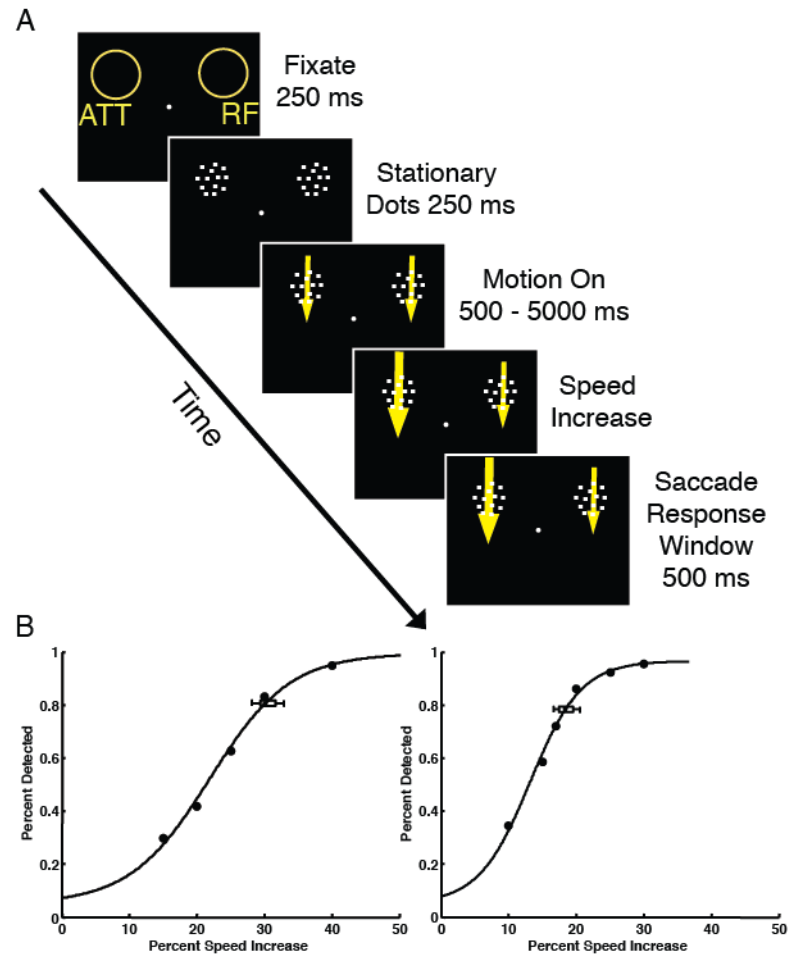 A
ATT
RF
Fixate
250 ms
Stationary
Dots 250 ms
Motion On
500 - 5000 ms
Speed
Increase
Saccade
Response
Window
500 ms
Time
B
Percent Detected
1
0.8
0.6
0.4
0.2
0
0 10 20 30 40 50
Percent Speed Increase
Percent Detected
1
0.8
0.6
0.4
0.2
0
0 10 20 30 40 50
Percent Speed Increase